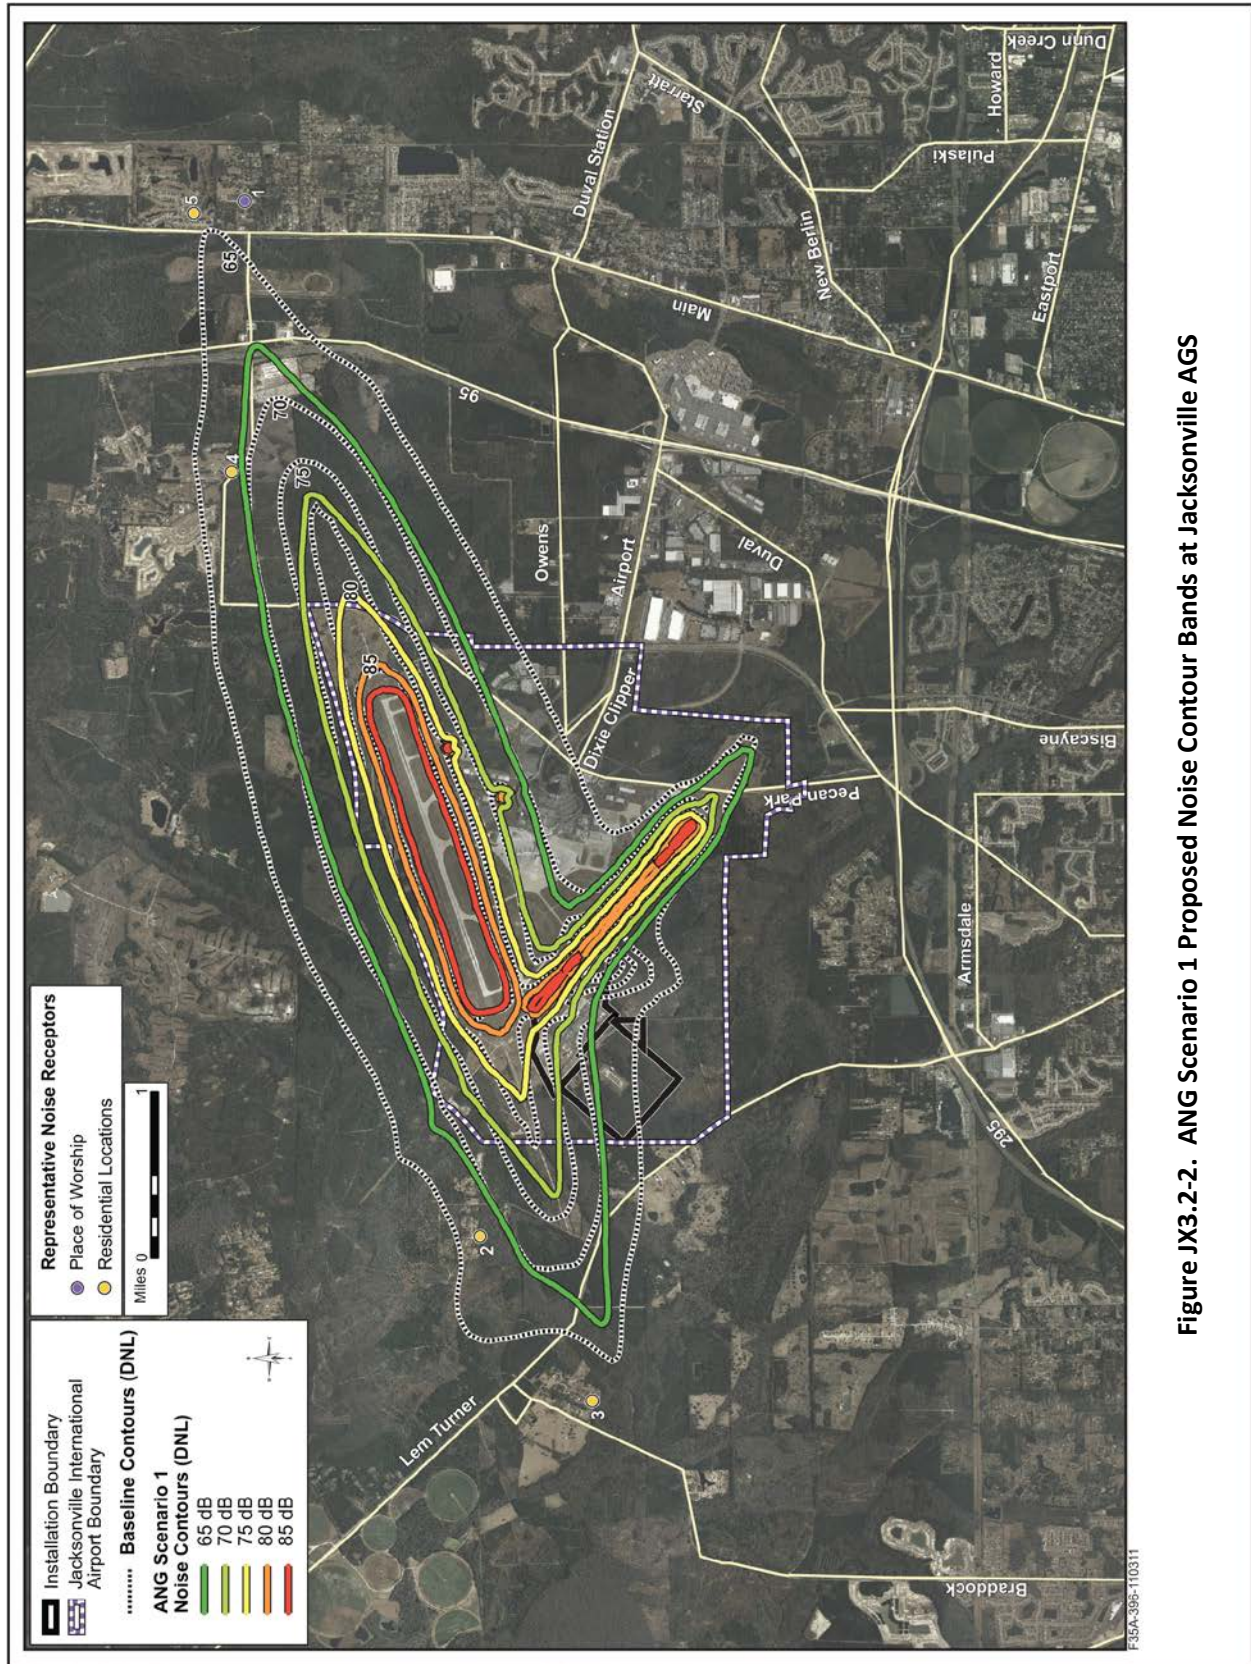 Installation Boundary
Jacksonville International
Airport Boundary
Baseline Contours (DNL)
ANG Scenario 1
Noise Contours (DNL)
65 dB
70 dB
75 dB
80 dB
85 dB
Representative Noise Receptors
Place of Worship
Residential Locations
Miles 0
1
5
1
65
4
70
75
80
85
2
3
95
Starratt
Duval Station
Dunn Creek
Howard
Pulaski
New Berlin
Main
Eastport
Owens
Airport
Duval
Dixie Clipper
Pecan Park
Biscayne
Armsdale
295
Lem Turner
Braddock
F35A-396-110311
Figure JX3.2-2. ANG Scenario 1 Proposed Noise Contour Bands at Jacksonville AGS